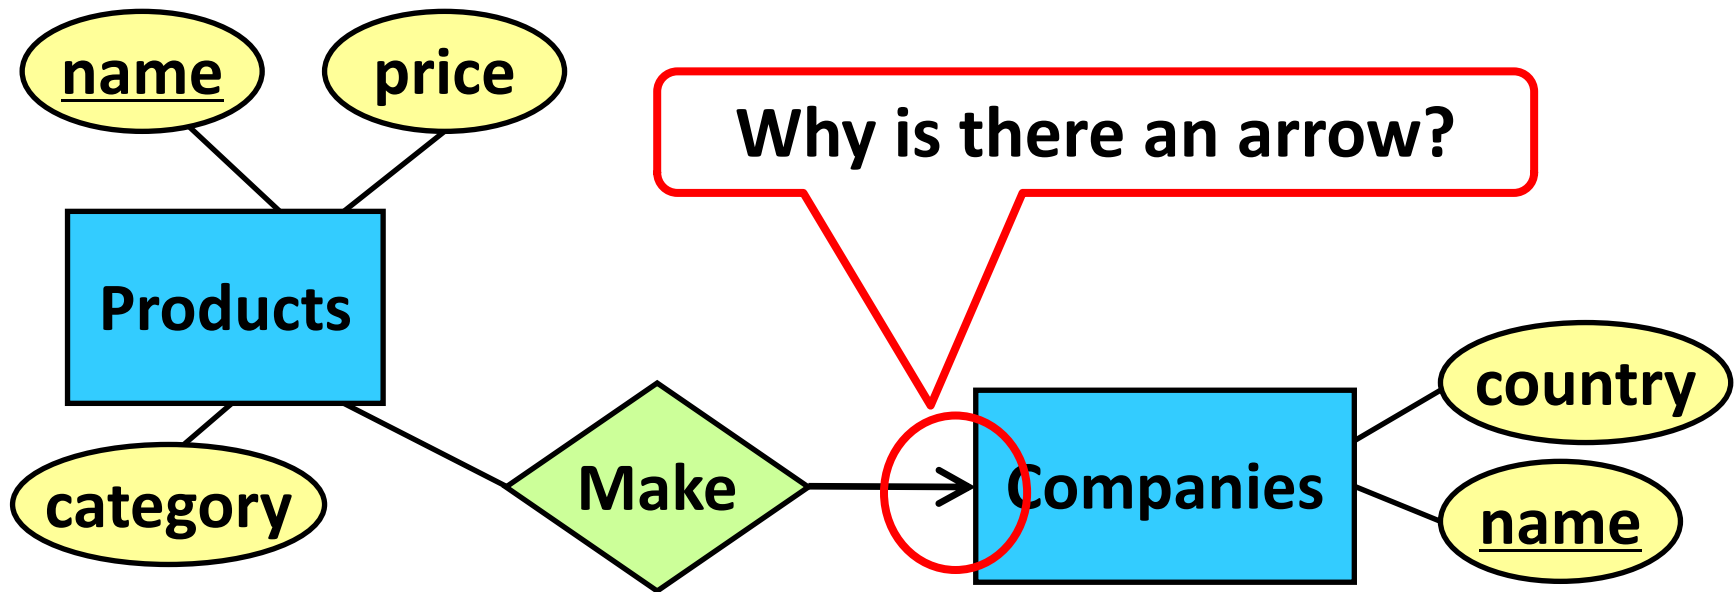 name
price
Why is there an arrow?
Products
country
Make
Companies
category
name